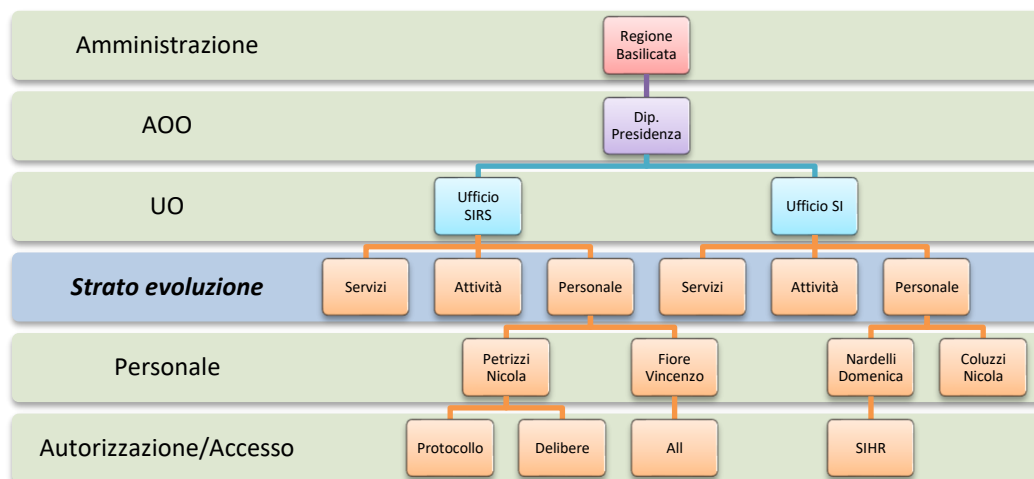 Amministrazione
Regione
Basilicata
AOO
Dip.
Presidenza
UO
Ufficio
SIRS
Ufficio SI
Strato evoluzione
Servizi
Attività
Personale
Servizi
Attività
Personale
Personale
Petrizzi
Nicola
Fiore
Vincenzo
Nardelli
Domenica
Coluzzi
Nicola
Autorizzazione/Accesso
Protocollo
Delibere
All
SIHR